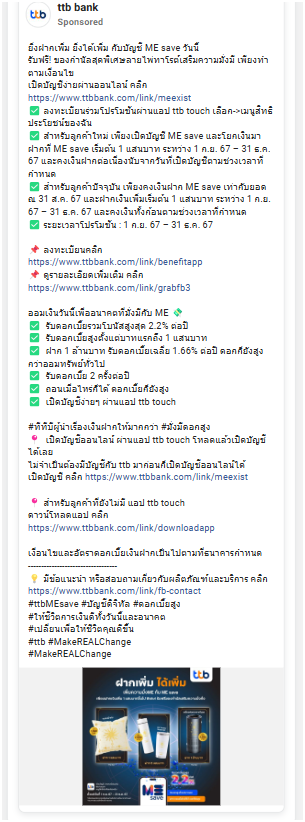 ttb
ttb bank
Sponsored
ยิ่งฝากเพิ่ม ยิ่งได้เพิ่ม กับบัญชี ME save วันนี้
รับฟรี! ของกำนัลสุดพิเศษลายไพ่ทาโรต์เสริมความมั่งมี เพียงทำ
ตามเงื่อนไข
เปิดบัญชีง่ายผ่านออนไลน์ คลิก
https://www.ttbbank.com/link/meexist
✅ ลงทะเบียนร่วมโปรโมชันผ่านแอป ttb touch เลือก->เมนูสิทธิ
ประโยชน์ของฉัน
✅ สำหรับลูกค้าใหม่ เพียงเปิดบัญชี ME save และโอกเงินมา
ฝากที่ ME save เริ่มต้น 1 แสนบาท ระหว่าง 1 ก.ย. 67 – 31 ธ.ค.
67 และคงเงินฝากต่อเนื่องนับจากวันที่เปิดบัญชีตามช่วงเวลาที่
กำหนด
✅ สำหรับลูกค้าปัจจุบัน เพียงคงเงินฝาก ME save เท่ากับยอด
ณ 31 ส.ค. 67 และฝากเงินเพิ่มเริ่มต้น 1 แสนบาท ระหว่าง 1 ก.ย.
67 – 31 ธ.ค. 67 และคงเงินทั้งก้อนตามช่วงเวลาที่กำหนด
✅ ระยะเวลาโปรโมชัน : 1 ก.ย. – 31 ธ.ค. 67
📌 ลงทะเบียนคลิก
https://www.ttbbank.com/link/benefitapp
📌 ดูรายละเอียดเพิ่มเติม คลิก
https://www.ttbbank.com/link/grabfb3
ออมเงินวันนี้เพื่ออนาคตที่มั่งมีกับ ME 💸
✅ รับดอกเบี้ยรวมโบนัสสูงสุด 2.2% ต่อปี
✅ รับดอกเบี้ยสูงตั้งแต่บาทแรกถึง 1 แสนบาท
✅ ฝาก 1 ล้านบาท รับดอกเบี้ยเฉลี่ย 1.66% ต่อปี ดอกก็ยังสูง
กว่าออมทรัพย์ทั่วไป
✅ รับดอกเบี้ย 2 ครั้งต่อปี
✅ ถอนเมื่อไหร่ก็ได้ ดอกเบี้ยก็ยังสูง
✅ เปิดบัญชีง่ายๆ ผ่านแอป ttb touch
#ที่ที่มีผู้นำเรื่องเงินฝากให้มากกว่า #มั่งมีดอกสูง
📍 เปิดบัญชีออนไลน์ ผ่านแอป ttb touch โหลดแล้วเปิดบัญชี
ได้เลย
ไม่จำเป็นต้องมีบัญชีกับ ttb มาก่อนก็เปิดบัญชีออนไลน์ได้
เปิดบัญชี คลิก https://www.ttbbank.com/link/meexist
📍 สำหรับลูกค้าที่ยังไม่มี แอป ttb touch
ดาวน์โหลดแอป คลิก
https://www.ttbbank.com/link/downloadapp
เงื่อนไขและอัตราดอกเบี้ยเงินฝากเป็นไปตามที่ธนาคารกำหนด
----------------------------------
💡 มีข้อแนะนำ หรือสอบถามเกี่ยวกับผลิตภัณฑ์และบริการ คลิก
https://www.ttbbank.com/link/fb-contact
#ttbMEsave #บัญชีดิจิทัล #ดอกเบี้ยสูง
#ให้ชีวิตการเงินดีทั้งวันนี้และอนาคต
#เปลี่ยนเพื่อให้ชีวิตคุณดีขึ้น
#ttb #MakeREALChange
#MakeREALChange
ttb
ฝากเพิ่ม ได้เพิ่ม
ME
save